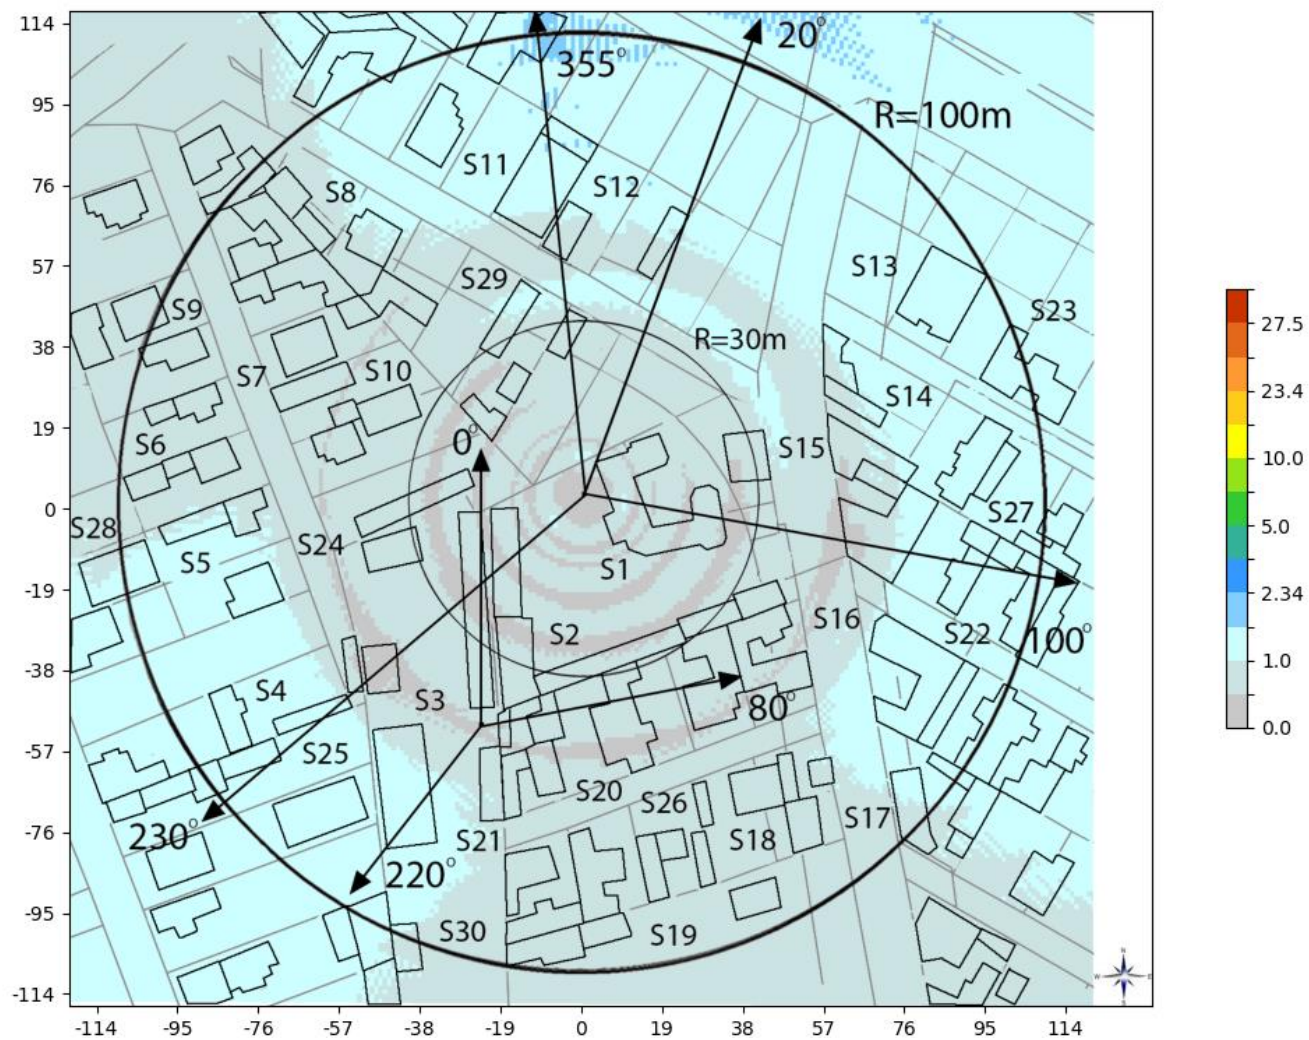 114
20°
355°
R=100m
95
S11
76
S8
S12
57
S13
S29
S23
S9
38
R=30m
S7
S10
S14
19
S6
0°
S15
0
S28
S27
S24
S5
S1
-19
S16
S2
S22
100°
-38
S4
S3
80°
-57
S25
S20
S26
-76
230°
S21
S18
S17
220°
-95
S30
S19
-114
-114 -95 -76 -57 -38 -19 0 19 38 57 76 95 114
27.5
23.4
10.0
5.0
2.34
1.0
0.0
N
W
E